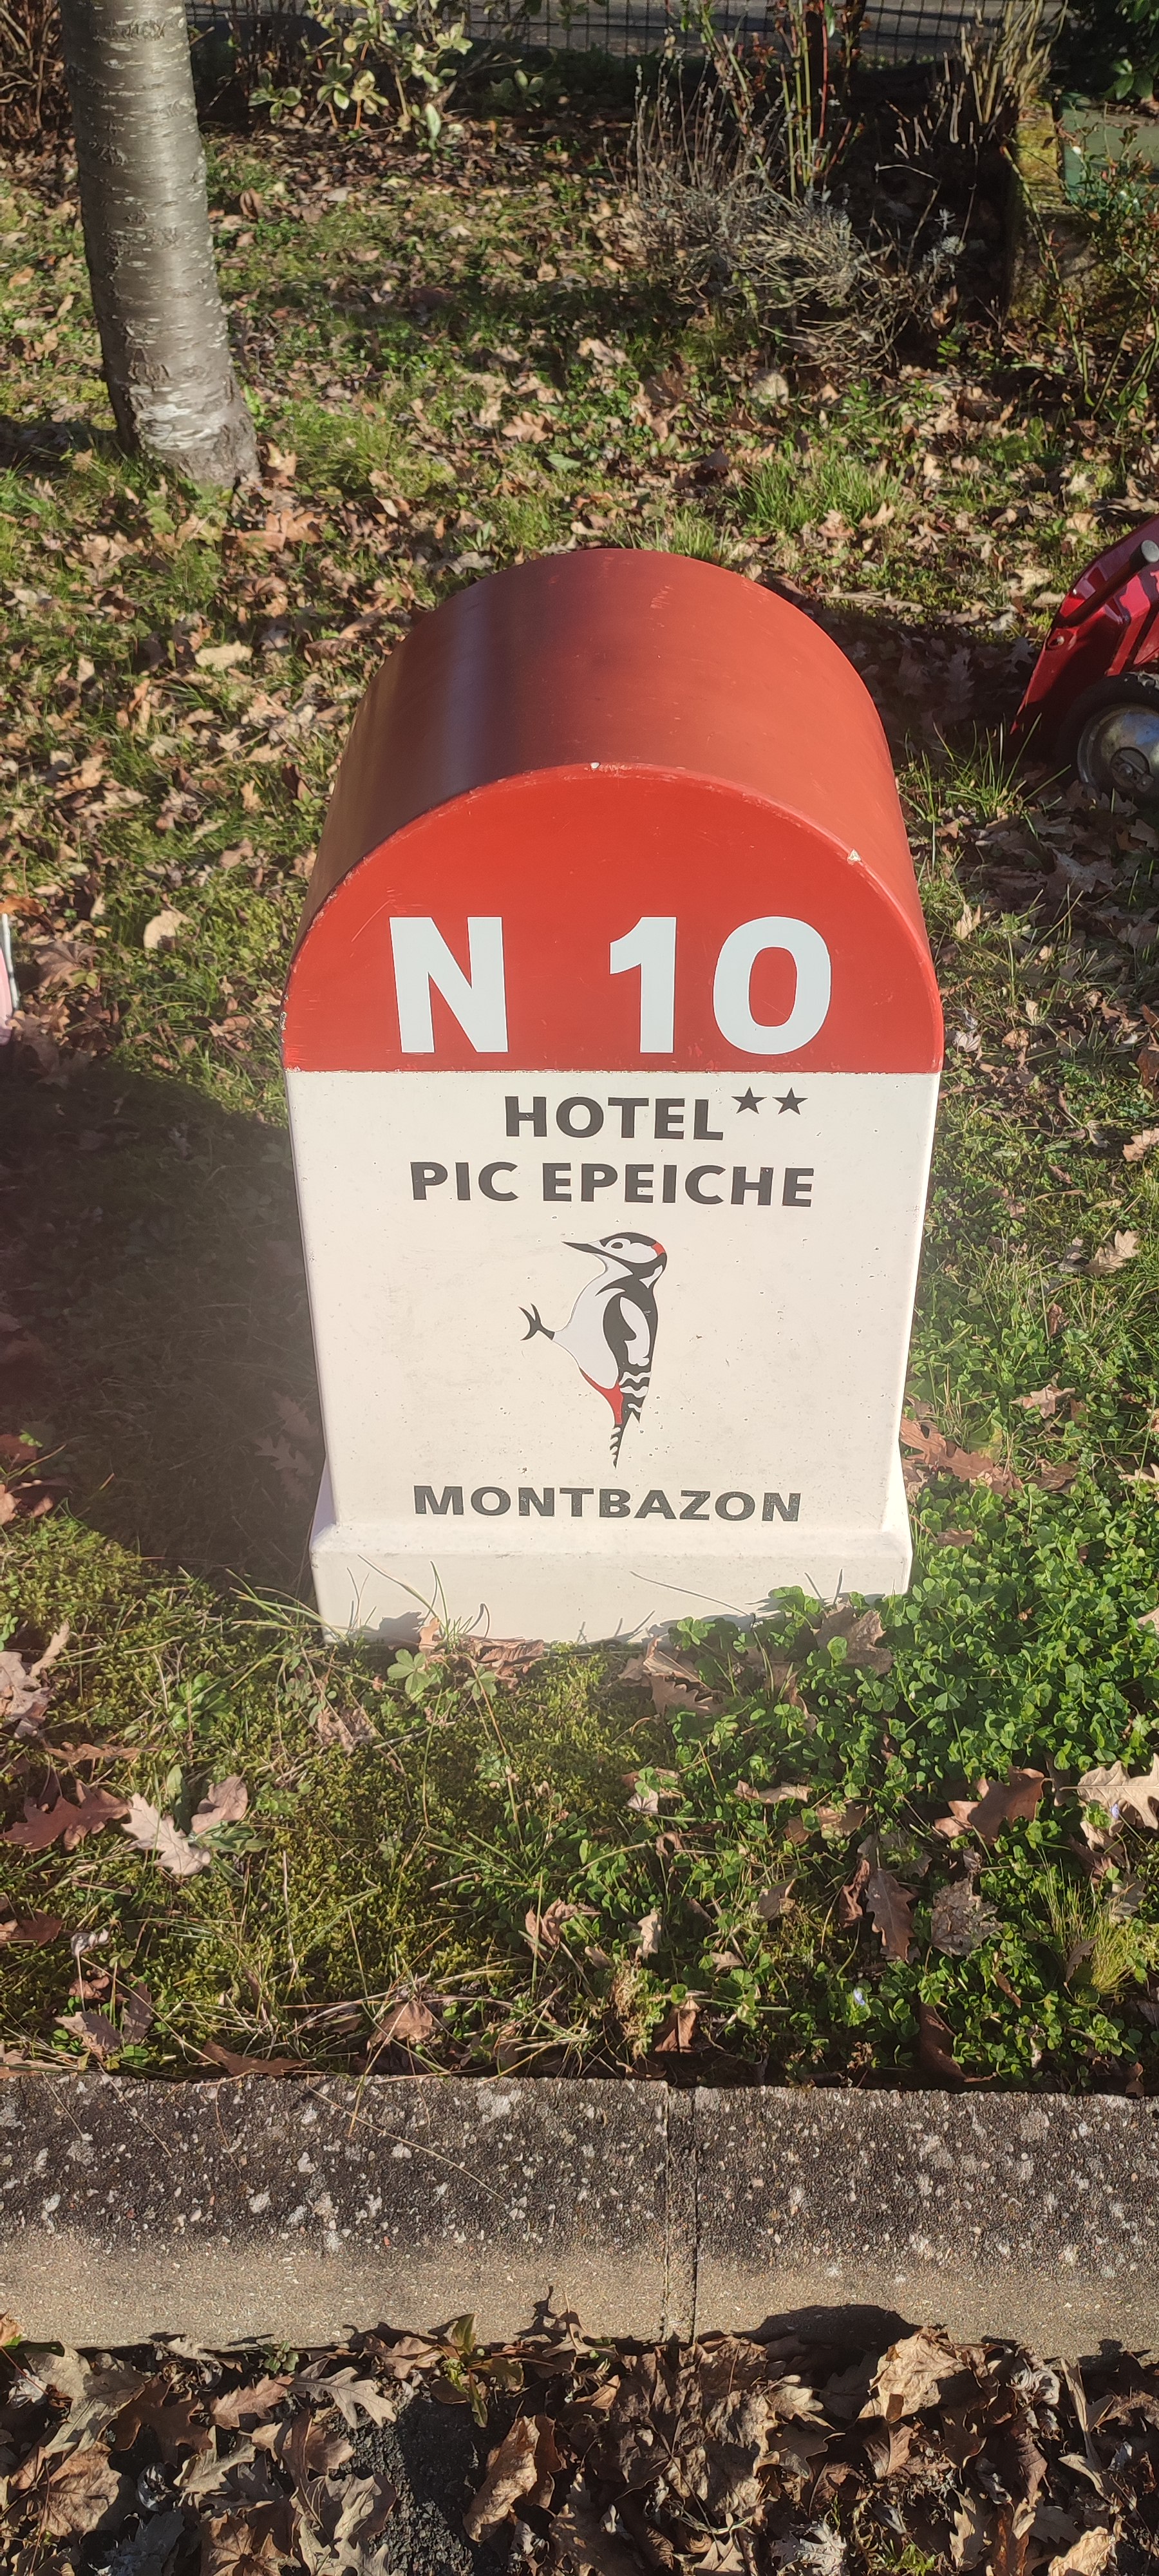 N 10
HOTEL★★
PIC EPEICHE
MONTBAZON